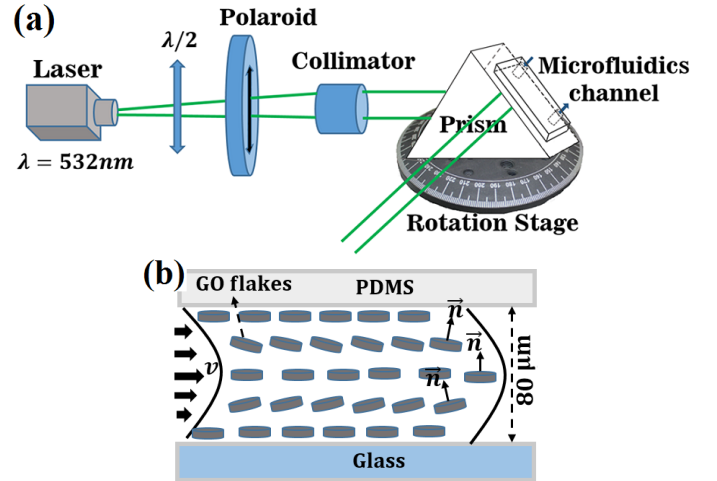 (a)
Polaroid
λ/2
Collimator
Laser
Microfluidics
channel
Prism
λ = 532nm
Rotation Stage
(b)
GO flakes
PDMS
n
n
v
n
80 μm
Glass